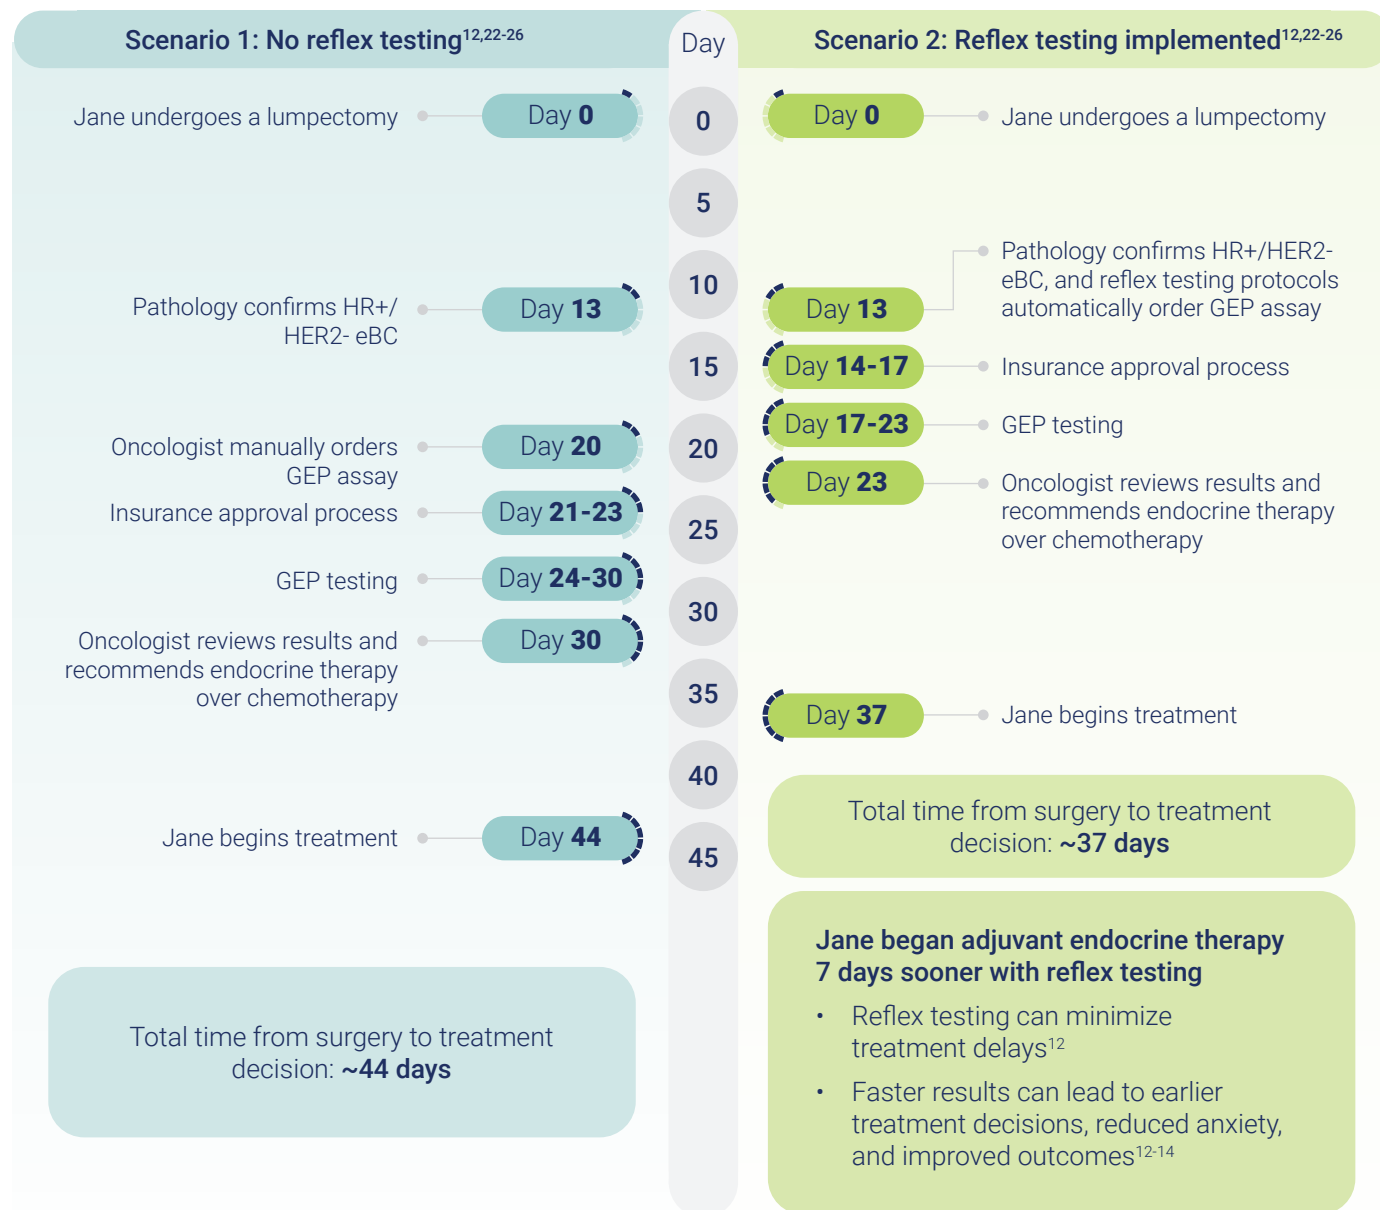 Scenario 1: No reflex testing12,22-26
Jane undergoes a lumpectomy
Day 0
Pathology confirms HR+/
HER2- eBC
Day 13
Oncologist manually orders
GEP assay
Day 20
Insurance approval process
Day 21-23
GEP testing
Day 24-30
Oncologist reviews results and
recommends endocrine therapy
over chemotherapy
Day 30
Jane begins treatment
Day 44
Total time from surgery to treatment
decision: ~44 days
Day
0
5
10
15
20
25
30
35
40
45
Scenario 2: Reflex testing implemented12,22-26
Day 0
Jane undergoes a lumpectomy
Day 13
Pathology confirms HR+/HER2-
eBC, and reflex testing protocols
automatically order GEP assay
Day 14-17
Insurance approval process
Day 17-23
GEP testing
Day 23
Oncologist reviews results and
recommends endocrine therapy
over chemotherapy
Day 37
Jane begins treatment
Total time from surgery to treatment
decision: ~37 days
Jane began adjuvant endocrine therapy
7 days sooner with reflex testing
• Reflex testing can minimize
treatment delays12
• Faster results can lead to earlier
treatment decisions, reduced anxiety,
and improved outcomes12-14